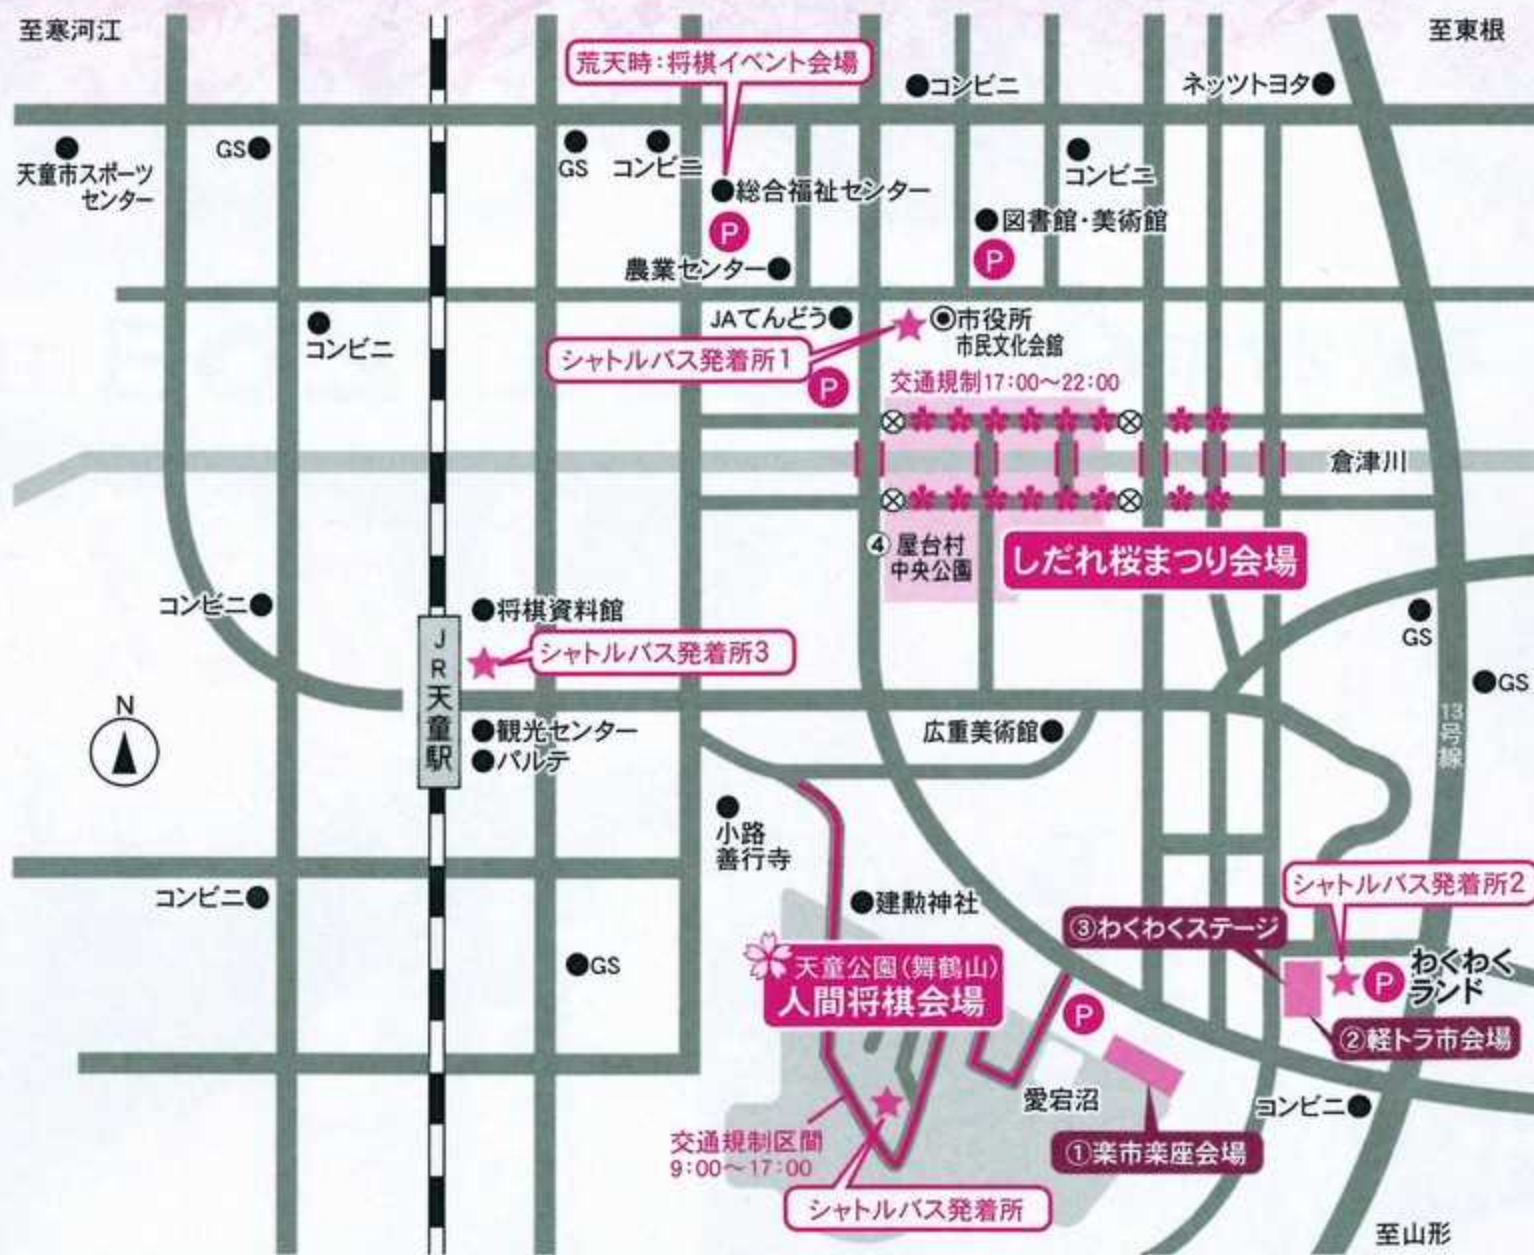 至寒河江
至東根
荒天時：将棋イベント会場
コンビニ
ネッツトヨタ
天童市スポーツ
センター
GS
GS
コンビニ
総合福祉センター
コンビニ
P
図書館・美術館
農業センター
P
コンビニ
JAてんどう
市役所
市民文化会館
シャトルバス発着所1
P
交通規制17:00～22:00
倉津川
④屋台村
中央公園
しだれ桜まつり会場
コンビニ
将棋資料館
シャトルバス発着所3
JR天童駅
GS
GS
13号線
N
観光センター
パルテ
広重美術館
小路
善行寺
コンビニ
建勲神社
シャトルバス発着所2
③わくわくステージ
GS
天童公園(舞鶴山)
人間将棋会場
P
わくわく
ランド
P
②軽トラ市会場
愛宕沼
コンビニ
交通規制区間
9:00～17:00
①楽市楽座会場
シャトルバス発着所
至山形